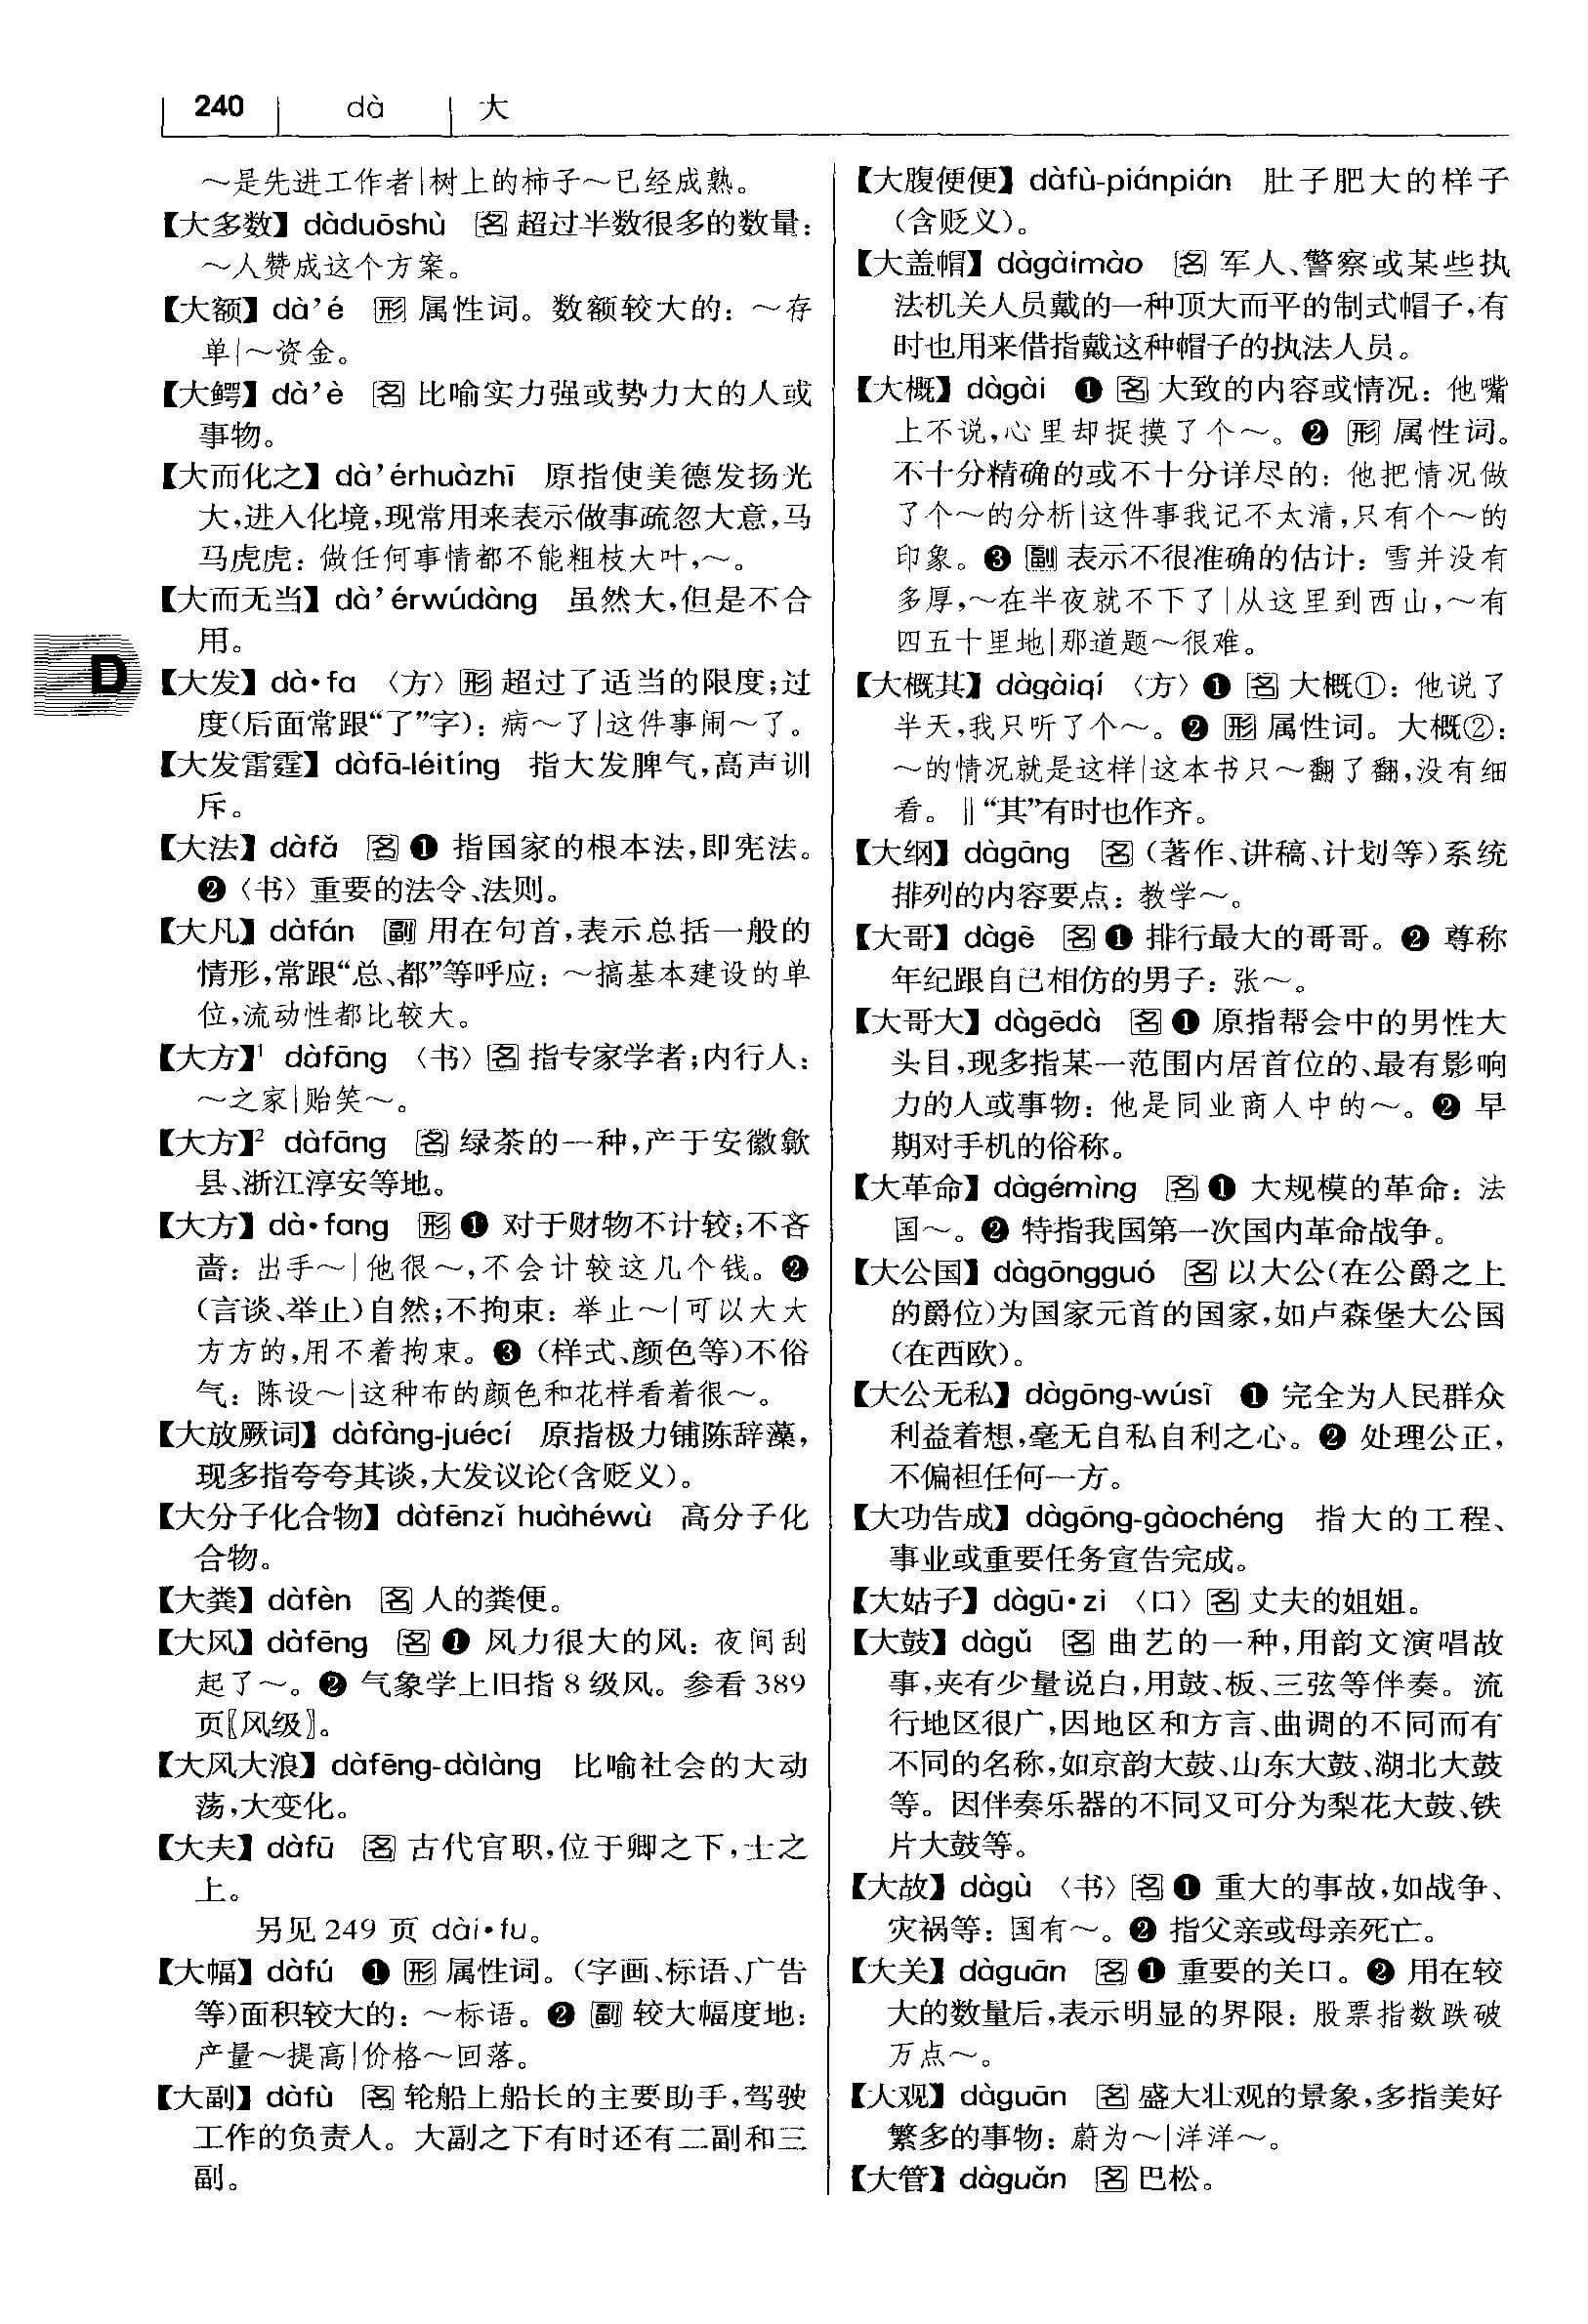 240 dà 大
～是先进工作者|树上的柿子～已经成熟。
【大多数】dàduōshù 名 超过半数很多的数量：
～人赞成这个方案。
【大额】dà’é 形 属性词。数额较大的：～存
单|～资金。
【大鳄】dà’è 名 比喻实力强或势力大的人或
事物。
【大而化之】dà’érhuàzhī 原指使美德发扬光
大，进入化境，现常用来表示做事疏忽大意，马
马虎虎：做任何事情都不能粗枝大叶，～。
【大而无当】dà’érwúdàng 虽然大，但是不合
用。
D
【大发】dà·fa 〈方〉形 超过了适当的限度；过
度(后面常跟“了”字)：病～了|这件事闹～了。
【大发雷霆】dàfā-léitíng 指大发脾气，高声训
斥。
【大法】dàfǎ 名 ❶ 指国家的根本法，即宪法。
❷〈书〉重要的法令、法则。
【大凡】dàfán 副 用在句首，表示总括一般的
情形，常跟“总、都”等呼应：～搞基本建设的单
位，流动性都比较大。
【大方】¹ dàfāng 〈书〉名 指专家学者；内行人：
～之家|贻笑～。
【大方】² dàfāng 名 绿茶的一种，产于安徽歙
县、浙江淳安等地。
【大方】dà·fang 形 ❶ 对于财物不计较；不吝
啬：出手～|他很～，不会计较这几个钱。❷
(言谈、举止)自然；不拘束：举止～|可以大大
方方的，用不着拘束。❸ (样式、颜色等)不俗
气：陈设～|这种布的颜色和花样看着很～。
【大放厥词】dàfàng-juécí 原指极力铺陈辞藻，
现多指夸夸其谈，大发议论(含贬义)。
【大分子化合物】dàfēnzǐ huàhéwù 高分子化
合物。
【大粪】dàfèn 名 人的粪便。
【大风】dàfēng 名 ❶ 风力很大的风：夜间刮
起了～。❷ 气象学上旧指 8 级风。参看 389
页〖风级〗。
【大风大浪】dàfēng-dàlàng 比喻社会的大动
荡，大变化。
【大夫】dàfū 名 古代官职，位于卿之下，士之
上。
另见 249 页 dài·fu。
【大幅】dàfú ❶ 形 属性词。(字画、标语、广告
等)面积较大的：～标语。❷ 副 较大幅度地：
产量～提高|价格～回落。
【大副】dàfù 名 轮船上船长的主要助手，驾驶
工作的负责人。大副之下有时还有二副和三
副。
【大腹便便】dàfù-piánpián 肚子肥大的样子
(含贬义)。
【大盖帽】dàgàimào 名 军人、警察或某些执
法机关人员戴的一种顶大而平的制式帽子，有
时也用来借指戴这种帽子的执法人员。
【大概】dàgài ❶ 名 大致的内容或情况：他嘴
上不说，心里却捉摸了个～。❷ 形 属性词。
不十分精确的或不十分详尽的：他把情况做
了个～的分析|这件事我记不太清，只有个～的
印象。❸ 副 表示不很准确的估计：雪并没有
多厚，～在半夜就不下了|从这里到西山，～有
四五十里地|那道题～很难。
【大概其】dàgàiqí 〈方〉❶ 名 大概①：他说了
半天，我只听了个～。❷ 形 属性词。大概②：
～的情况就是这样|这本书只～翻了翻，没有细
看。‖“其”有时也作齐。
【大纲】dàgāng 名 (著作、讲稿、计划等)系统
排列的内容要点：教学～。
【大哥】dàgē 名 ❶ 排行最大的哥哥。❷ 尊称
年纪跟自己相仿的男子：张～。
【大哥大】dàgēdà 名 ❶ 原指帮会中的男性大
头目，现多指某一范围内居首位的、最有影响
力的人或事物：他是同业商人中的～。❷ 早
期对手机的俗称。
【大革命】dàgémìng 名 ❶ 大规模的革命：法
国～。❷ 特指我国第一次国内革命战争。
【大公国】dàgōngguó 名 以大公(在公爵之上
的爵位)为国家元首的国家，如卢森堡大公国
(在西欧)。
【大公无私】dàgōng-wúsī ❶ 完全为人民群众
利益着想，毫无自私自利之心。❷ 处理公正，
不偏袒任何一方。
【大功告成】dàgōng-gàochéng 指大的工程、
事业或重要任务宣告完成。
【大姑子】dàgū·zi 〈口〉名 丈夫的姐姐。
【大鼓】dàgǔ 名 曲艺的一种，用韵文演唱故
事，夹有少量说白，用鼓、板、三弦等伴奏。流
行地区很广，因地区和方言、曲调的不同而有
不同的名称，如京韵大鼓、山东大鼓、湖北大鼓
等。因伴奏乐器的不同又可分为梨花大鼓、铁
片大鼓等。
【大故】dàgù 〈书〉名 ❶ 重大的事故，如战争、
灾祸等：国有～。❷ 指父亲或母亲死亡。
【大关】dàguān 名 ❶ 重要的关口。❷ 用在较
大的数量后，表示明显的界限：股票指数跌破
万点～。
【大观】dàguān 名 盛大壮观的景象，多指美好
繁多的事物：蔚为～|洋洋～。
【大管】dàguǎn 名 巴松。